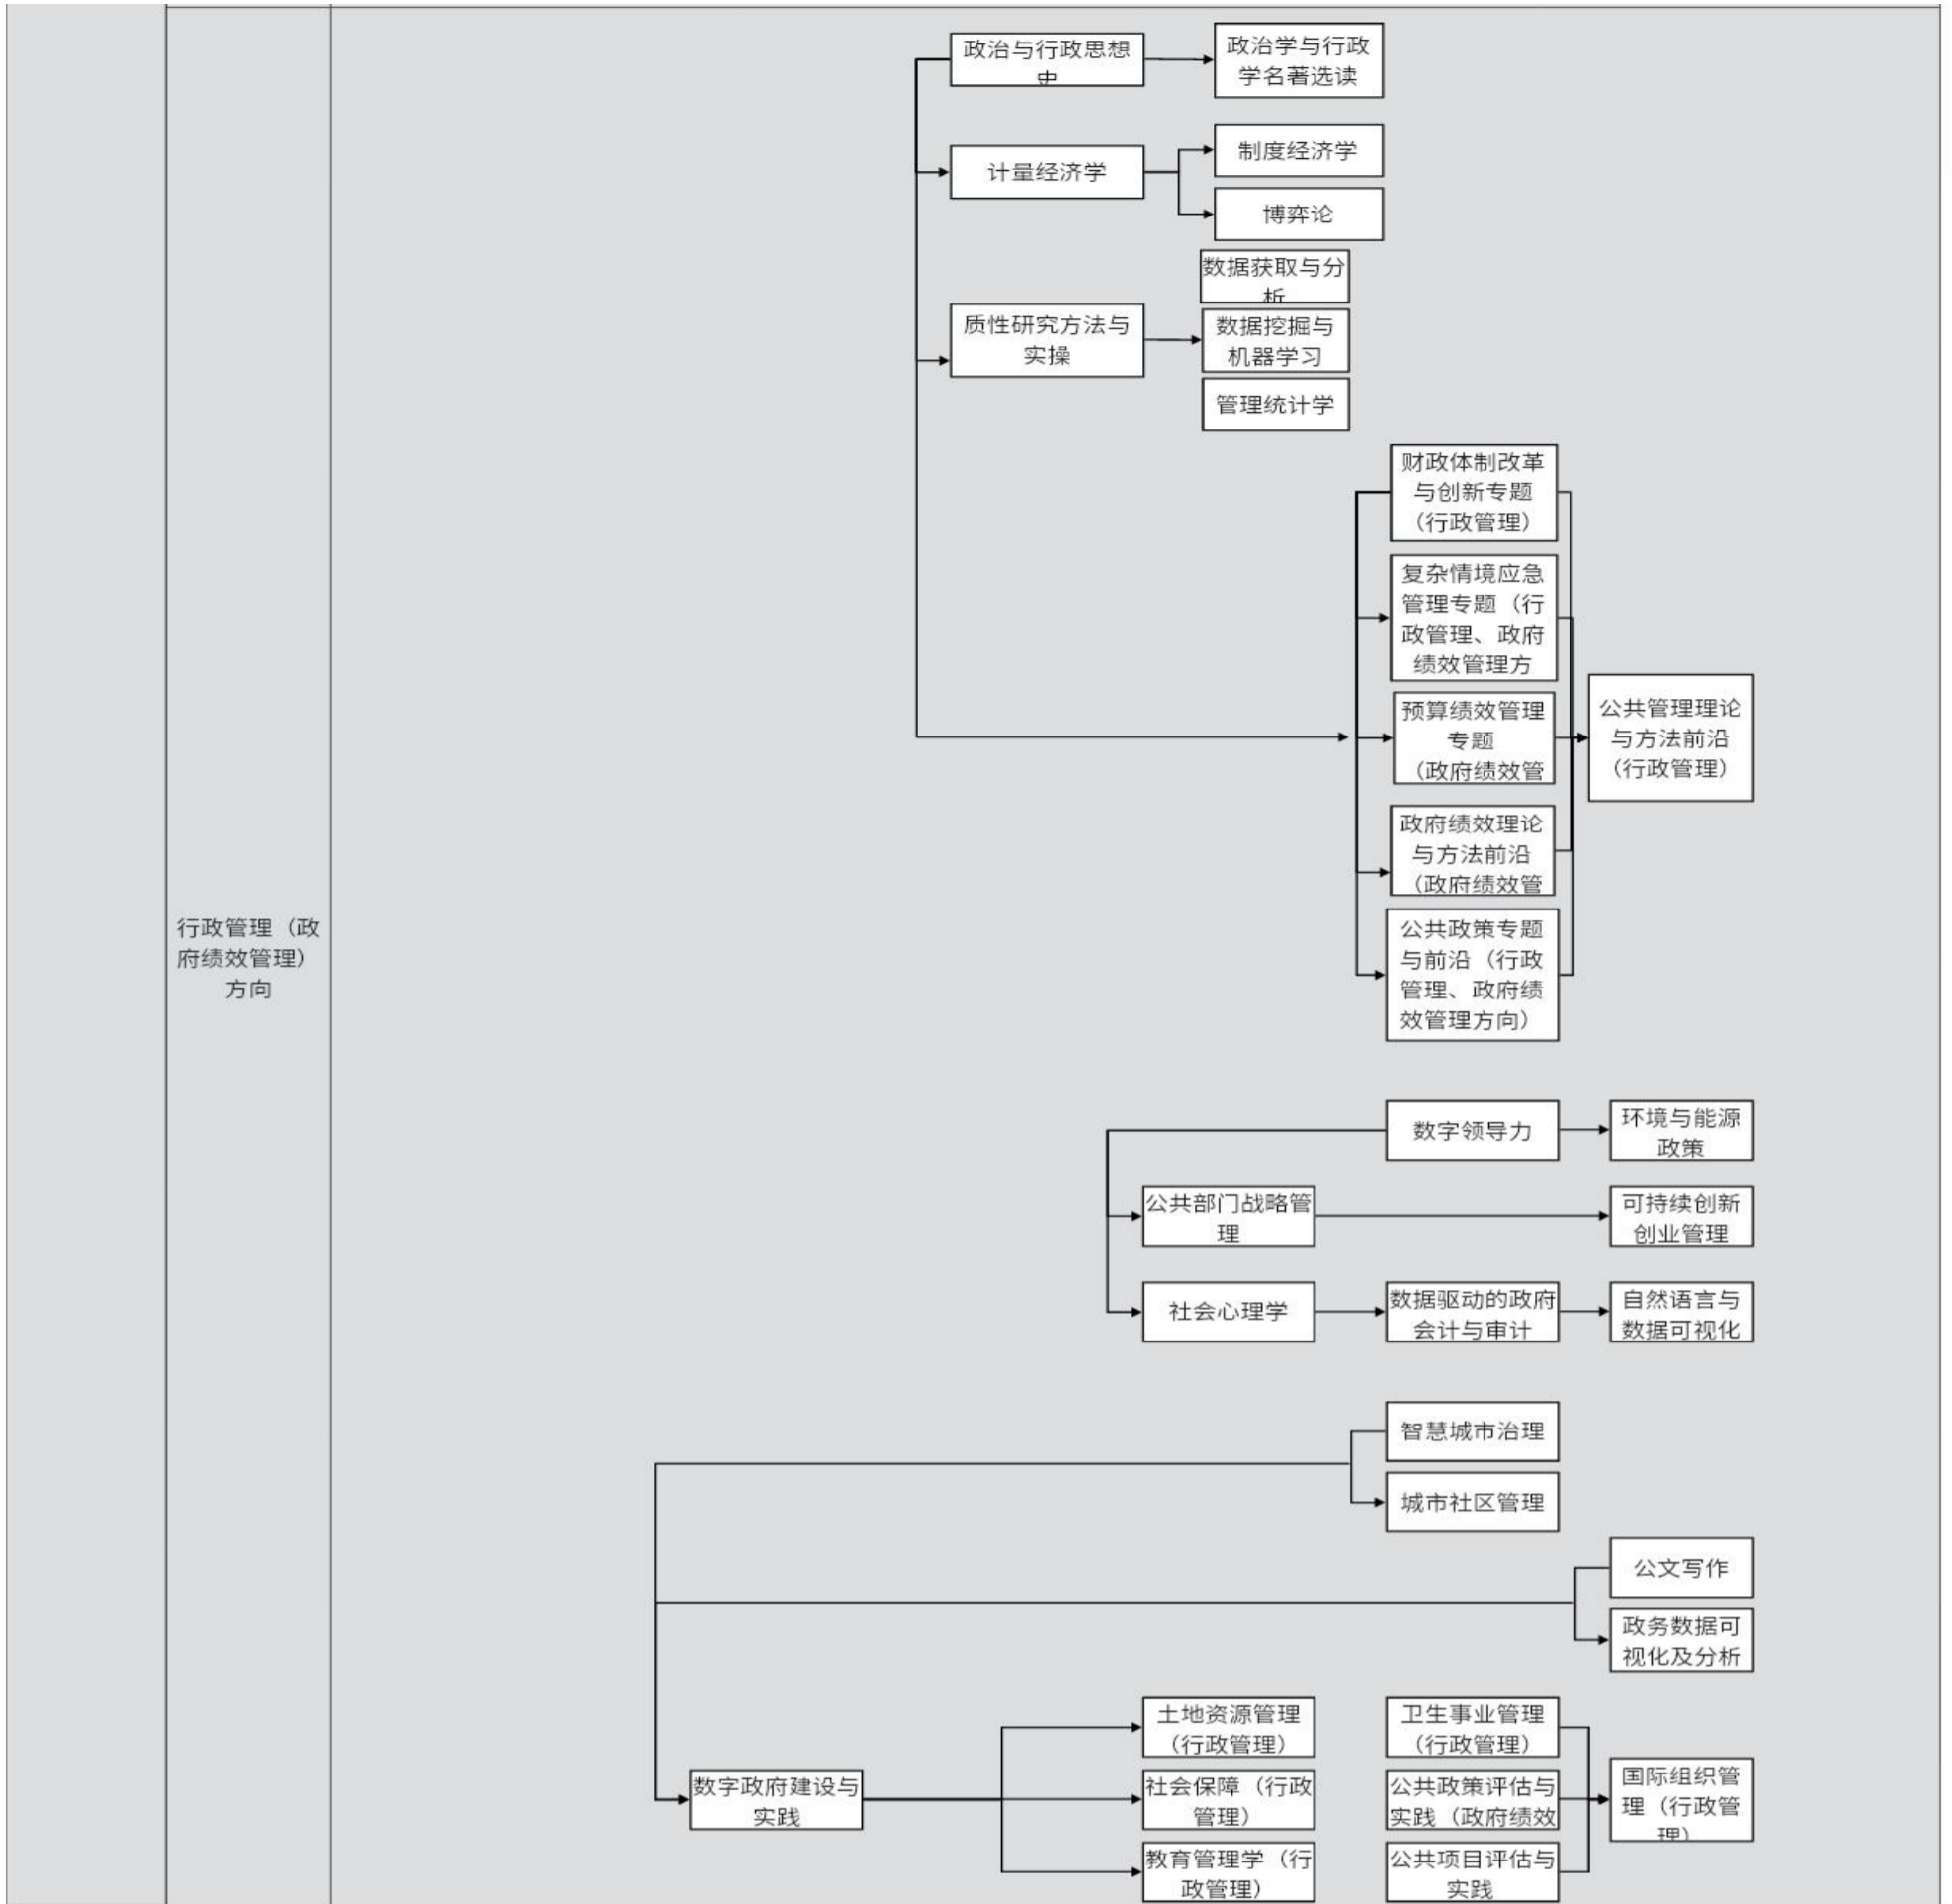 政治与行政思想
史
政治学与行政
学名著选读
计量经济学
制度经济学
博弈论
数据获取与分
析
质性研究方法与
实操
数据挖掘与
机器学习
管理统计学
财政体制改革
与创新专题
（行政管理）
复杂情境应急
管理专题（行
政管理、政府
绩效管理方
预算绩效管理
专题
（政府绩效管
公共管理理论
与方法前沿
（行政管理）
政府绩效理论
与方法前沿
（政府绩效管
公共政策专题
与前沿（行政
管理、政府绩
效管理方向）
行政管理（政
府绩效管理）
方向
数字领导力
环境与能源
政策
公共部门战略管
理
可持续创新
创业管理
社会心理学
数据驱动的政府
会计与审计
自然语言与
数据可视化
智慧城市治理
城市社区管理
公文写作
政务数据可
视化及分析
数字政府建设与
实践
土地资源管理
（行政管理）
社会保障（行政
管理）
教育管理学（行
政管理）
卫生事业管理
（行政管理）
公共政策评估与
实践（政府绩效
公共项目评估与
实践
国际组织管
理（行政管
理）